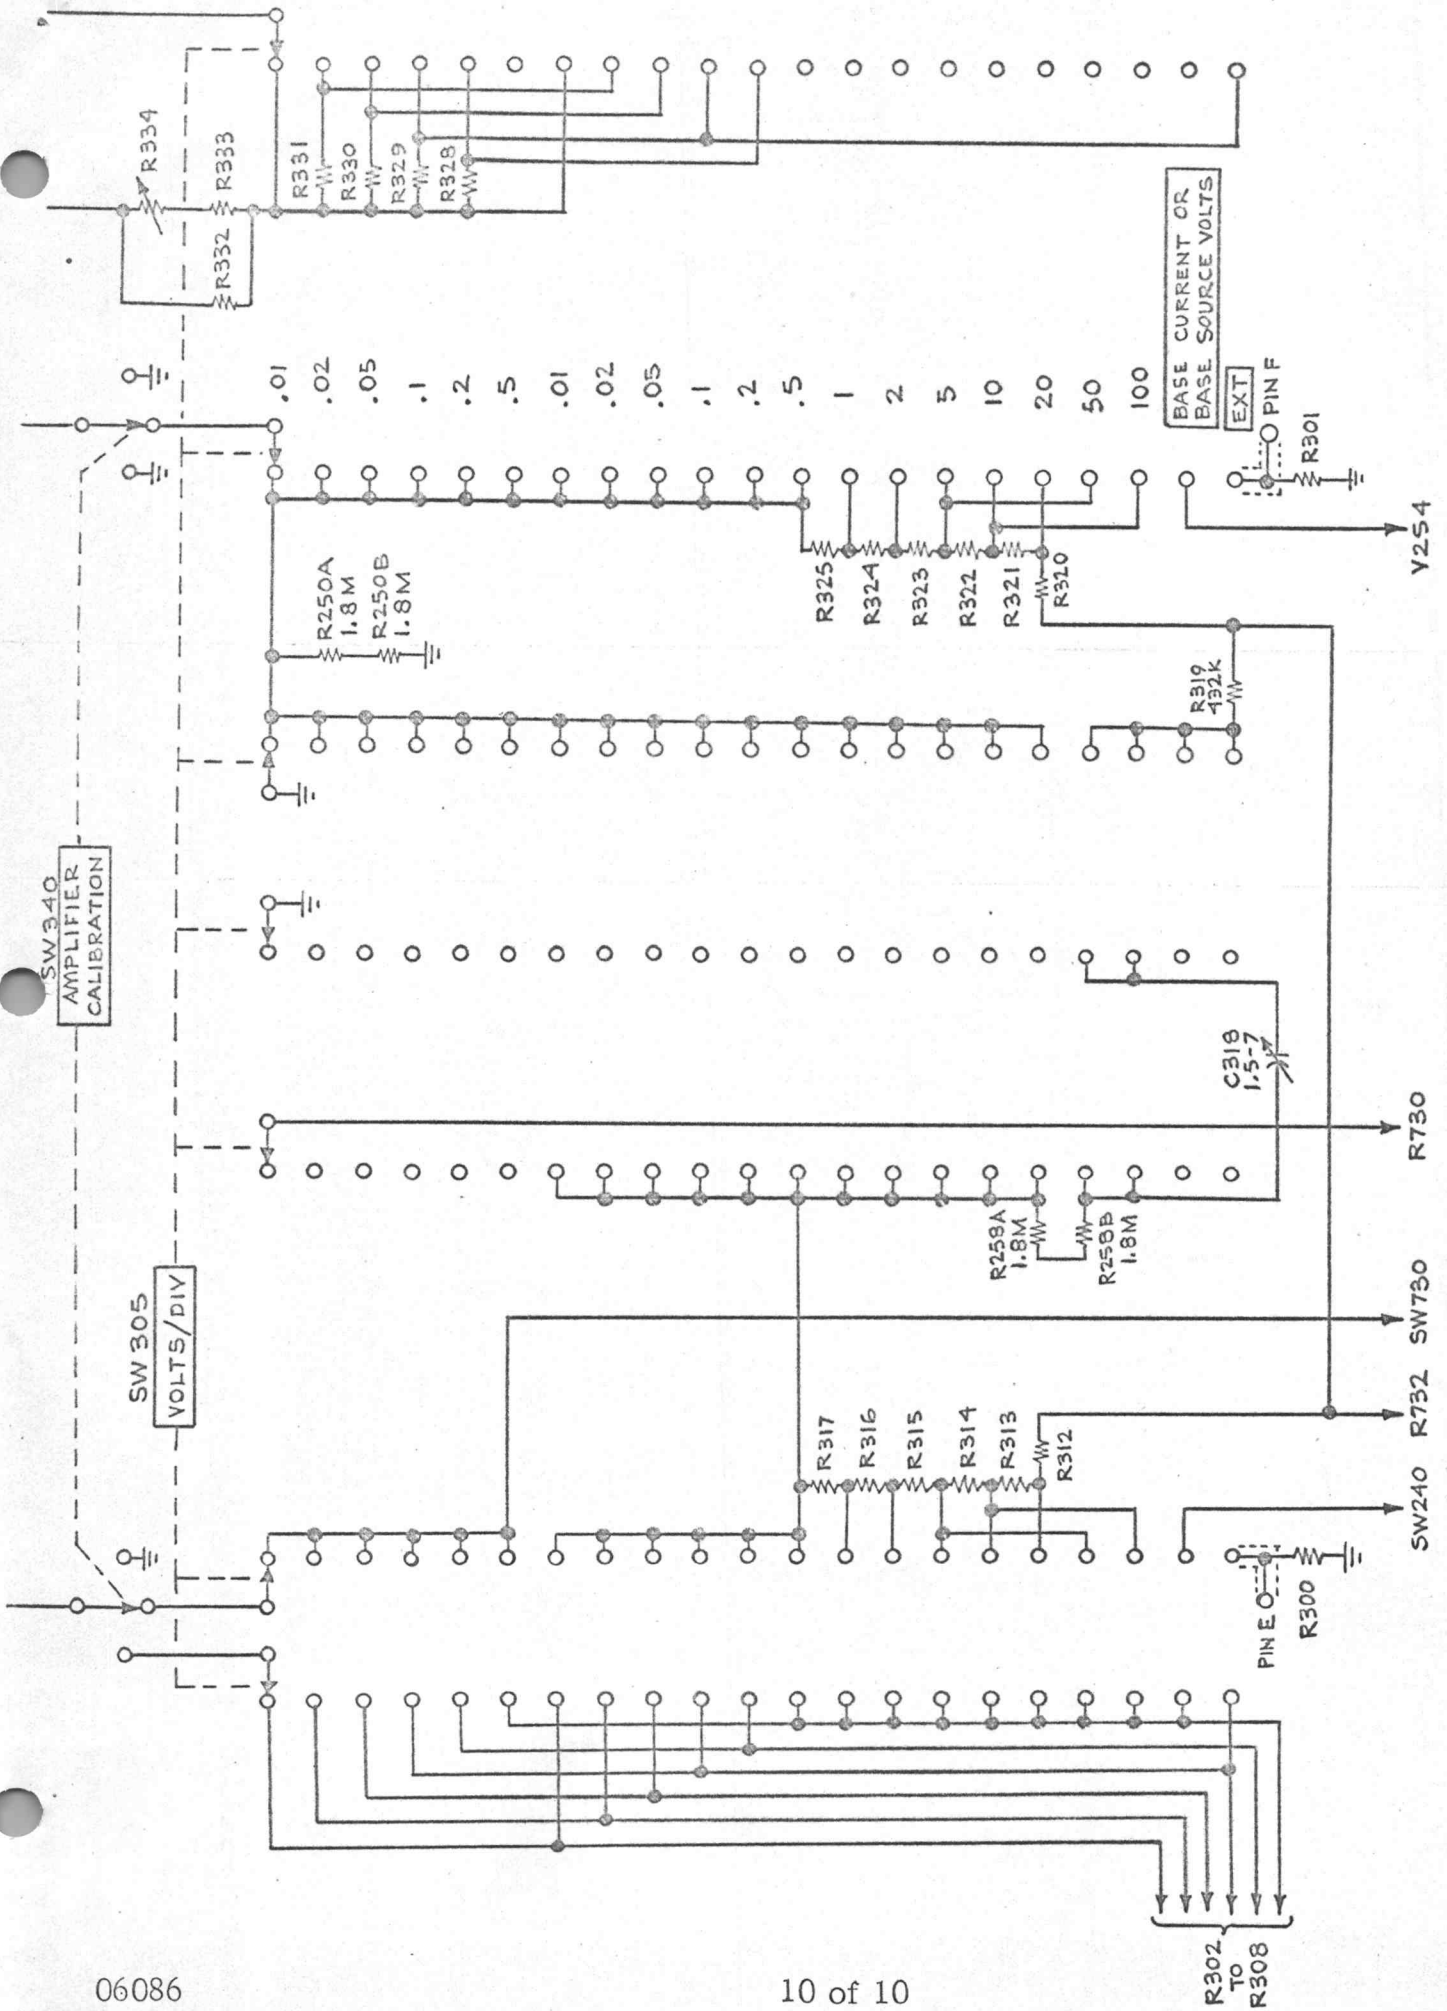 R334
R333
R332
R331
R330
R329
R328
.01
.02
.05
.1
.2
.5
.01
.02
.05
.1
.2
.5
1
2
5
10
20
50
100
BASE CURRENT OR
BASE SOURCE VOLTS
EXT
PIN F
R301
V254
R250A
1.8M
R250B
1.8M
R325
R324
R323
R322
R321
R320
R319
432K
SW340
AMPLIFIER
CALIBRATION
C318
1.5-7
R730
R258A
1.8M
R258B
1.8M
SW305
VOLTS/DIV
SW730
R732
R317
R316
R315
R314
R313
R312
SW240
PIN E
R300
R302
TO
R308
06086
10 of 10